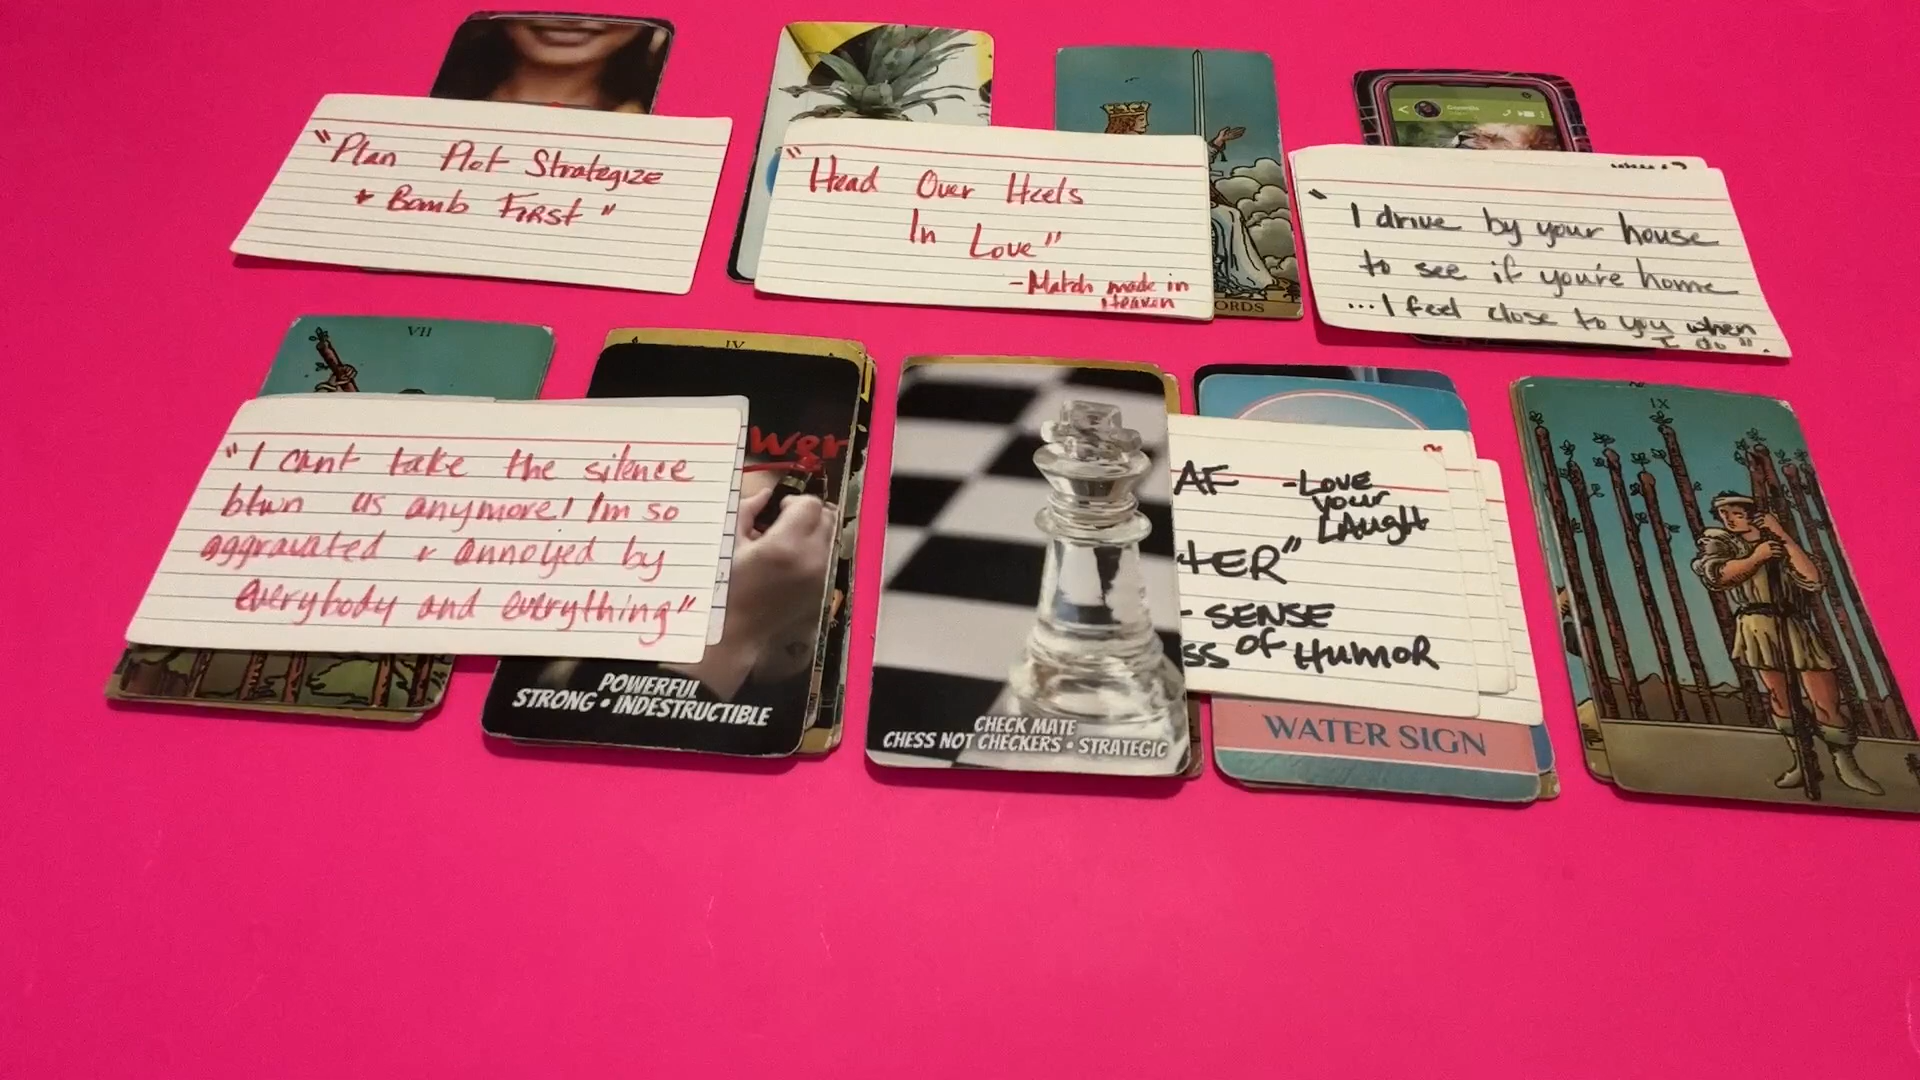 "Plan Plot Strategize
+ Bomb First"
"Head Over Heels
In Love"
- Match made in
Heaven
ORDS
"I drive by your house
to see if you're home
...I feel close to you when
I do".
VII
"I cant take the silence
btwn us anymore! Im so
aggravated + annoyed by
everybody and everything"
IV
wer
POWERFUL
STRONG • INDESTRUCTIBLE
CHECK MATE
CHESS NOT CHECKERS • STRATEGIC
AF - LOVE
your
LAugH
TER"
- SENSE
SS OF HUMOR
WATER SIGN
IX